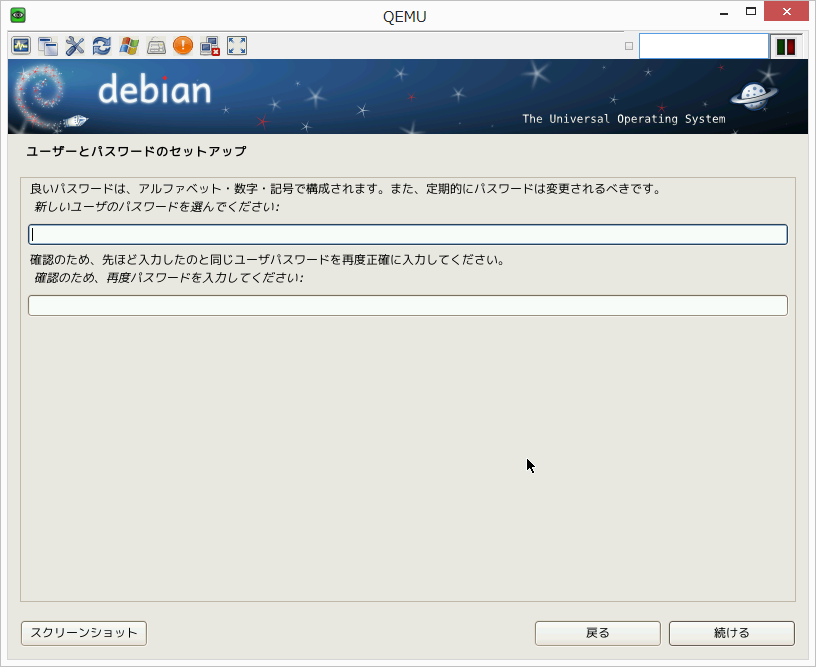 QEMU
debian
The Universal Operating System
ユーザーとパスワードのセットアップ
良いパスワードは、アルファベット・数字・記号で構成されます。また、定期的にパスワードは変更されるべきです。
新しいユーザのパスワードを選んでください:
確認のため、先ほど入力したのと同じユーザパスワードを再度正確に入力してください。
確認のため、再度パスワードを入力してください:
スクリーンショット
戻る
続ける